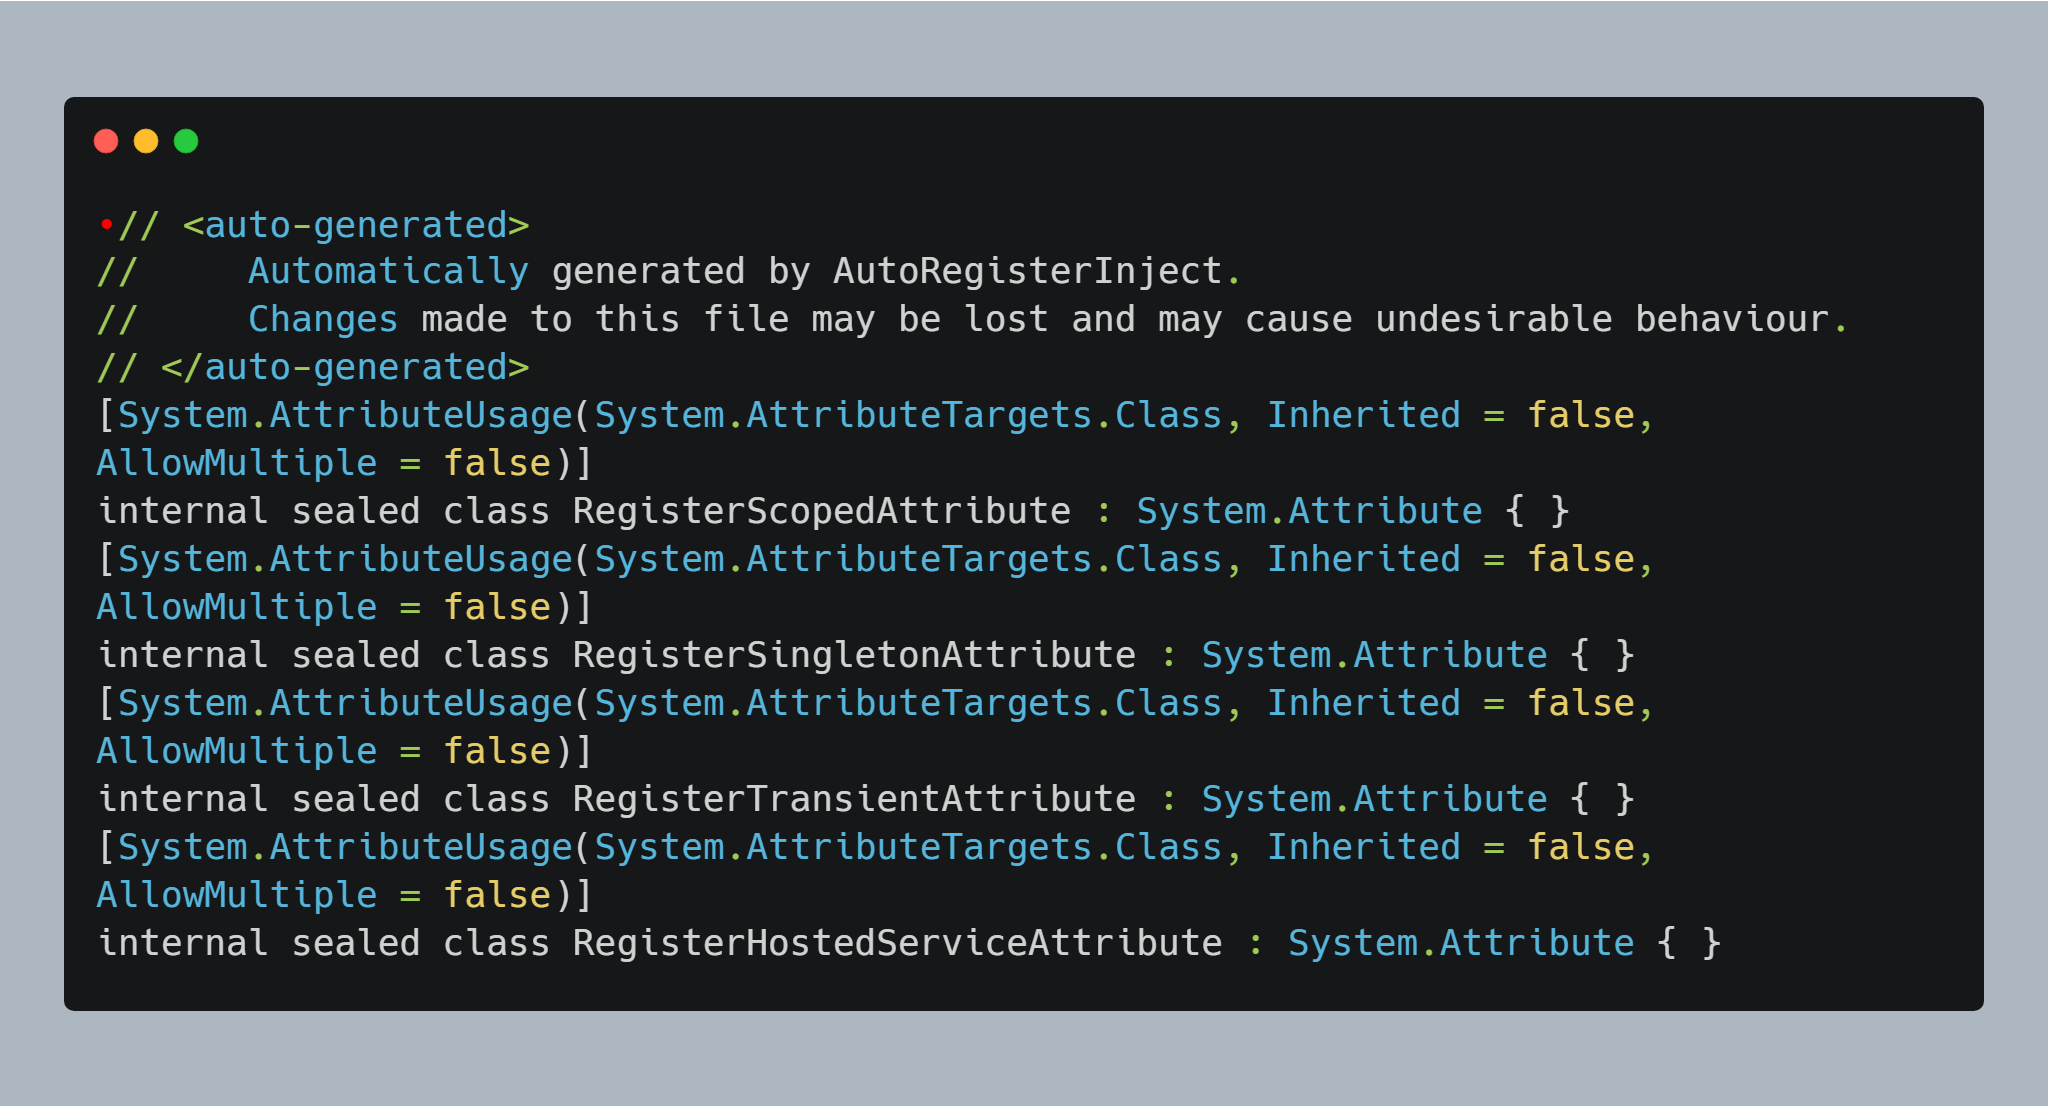 •// <auto-generated>
//     Automatically generated by AutoRegisterInject.
//     Changes made to this file may be lost and may cause undesirable behaviour.
// </auto-generated>
[System.AttributeUsage(System.AttributeTargets.Class, Inherited = false,
AllowMultiple = false)]
internal sealed class RegisterScopedAttribute : System.Attribute { }
[System.AttributeUsage(System.AttributeTargets.Class, Inherited = false,
AllowMultiple = false)]
internal sealed class RegisterSingletonAttribute : System.Attribute { }
[System.AttributeUsage(System.AttributeTargets.Class, Inherited = false,
AllowMultiple = false)]
internal sealed class RegisterTransientAttribute : System.Attribute { }
[System.AttributeUsage(System.AttributeTargets.Class, Inherited = false,
AllowMultiple = false)]
internal sealed class RegisterHostedServiceAttribute : System.Attribute { }